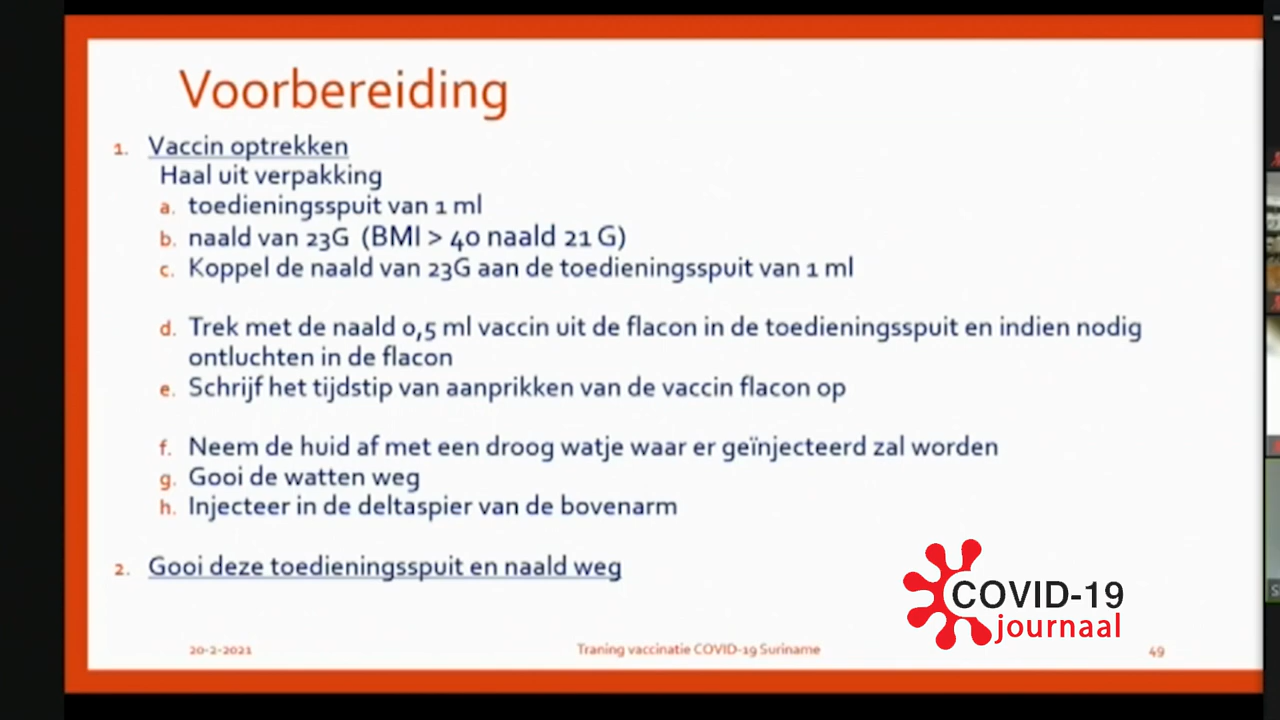 Voorbereiding
1. Vaccin optrekken
Haal uit verpakking
a. toedieningsspuit van 1 ml
b. naald van 23G (BMI > 40 naald 21 G)
c. Koppel de naald van 23G aan de toedieningsspuit van 1 ml
d. Trek met de naald 0,5 ml vaccin uit de flacon in de toedieningsspuit en indien nodig
ontluchten in de flacon
e. Schrijf het tijdstip van aanprikken van de vaccin flacon op
f. Neem de huid af met een droog watje waar er geïnjecteerd zal worden
g. Gooi de watten weg
h. Injecteer in de deltaspier van de bovenarm
2. Gooi deze toedieningsspuit en naald weg
COVID-19
journaal
20-2-2021 Traning vaccinatie COVID-19 Suriname 49